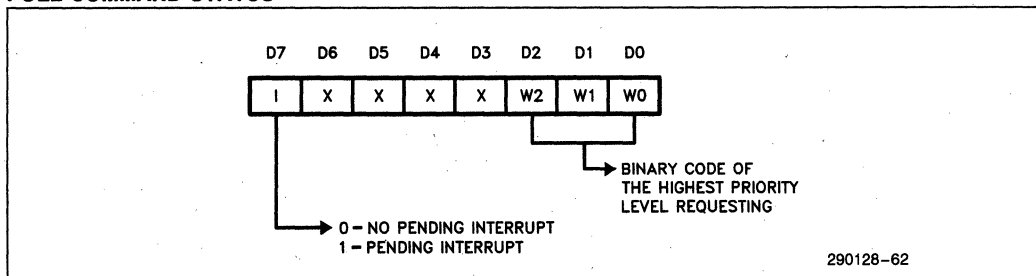 POLL COMMAND STATUS
D7 D6 D5 D4 D3 D2 D1 D0
I X X X X W2 W1 W0
BINARY CODE OF
THE HIGHEST PRIORITY
LEVEL REQUESTING
0 – NO PENDING INTERRUPT
1 – PENDING INTERRUPT
290128-62